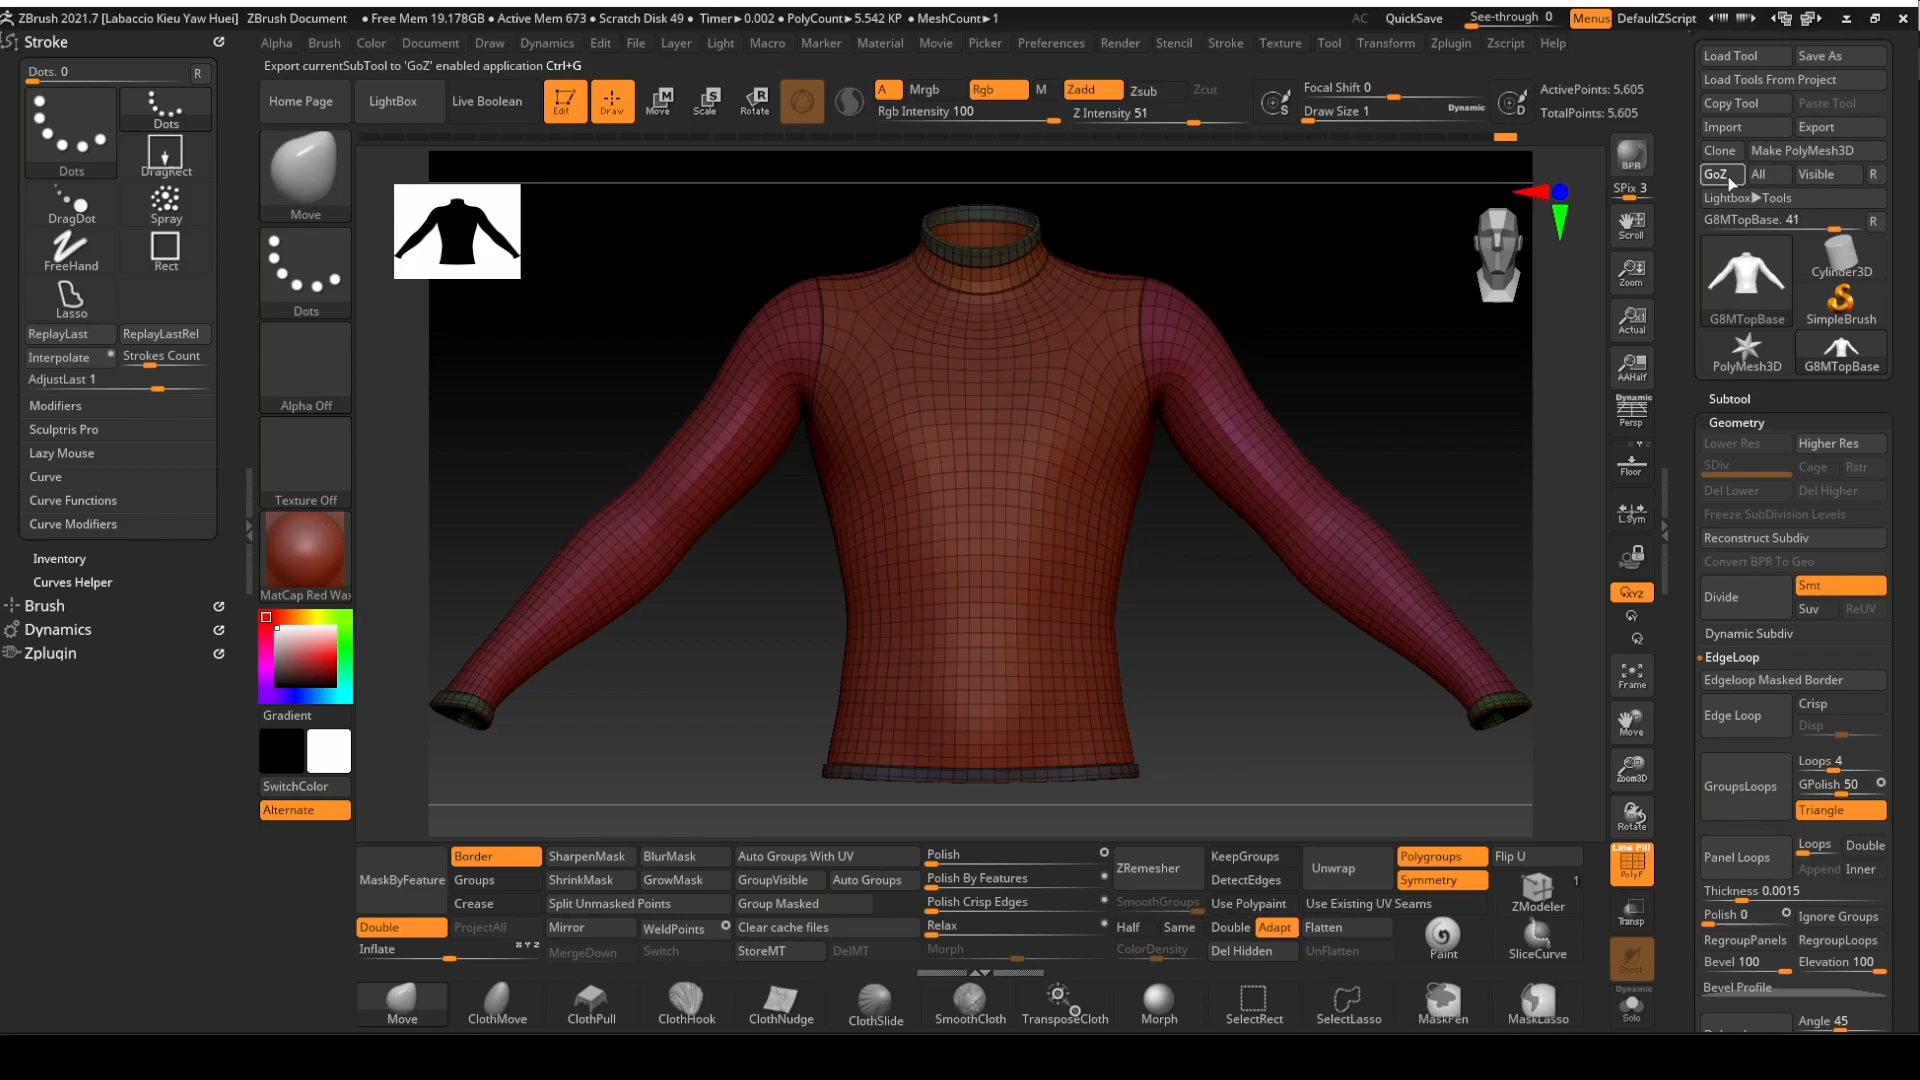 ZBrush 2021.7 [Labaccio Kieu Yaw Huei] ZBrush Document • Free Mem 19.178GB • Active Mem 673 • Scratch Disk 49 • Timer▸0.002 • PolyCount▸5.542 KP • MeshCount▸1 AC QuickSave See-through 0 Menus DefaultZScript
Stroke
Alpha Brush Color Document Draw Dynamics Edit File Layer Light Macro Marker Material Movie Picker Preferences Render Stencil Stroke Texture Tool Transform Zplugin Zscript Help
Export currentSubTool to 'GoZ' enabled application Ctrl+G
Dots. 0 R
Dots
Dots
DragRect
DragDot
Spray
FreeHand
Rect
Lasso
ReplayLast
ReplayLastRel
Interpolate
Strokes Count
AdjustLast 1
Modifiers
Sculptris Pro
Lazy Mouse
Curve
Curve Functions
Curve Modifiers
Inventory
Curves Helper
Brush
Dynamics
Zplugin
Home Page
LightBox
Live Boolean
Edit
Draw
Move
Scale
Rotate
A Mrgb Rgb M Zadd Zsub Zcut
Rgb Intensity 100
Z Intensity 51
S
Focal Shift 0
Draw Size 1
Dynamic
D
ActivePoints: 5,605
TotalPoints: 5,605
Move
Dots
Alpha Off
Texture Off
MatCap Red Wax
Gradient
SwitchColor
Alternate
BPR
SPix 3
Scroll
Zoom
Actual
AAHalf
Dynamic
Persp
Floor
L.Sym
XYZ
Frame
Move
Zoom3D
Rotate
Line Fill
PolyF
Transp
Ghost
Dynamic
Solo
Load Tool Save As
Load Tools From Project
Copy Tool Paste Tool
Import Export
Clone Make PolyMesh3D
GoZ All Visible R
Lightbox▸Tools
G8MTopBase. 41 R
G8MTopBase
Cylinder3D
SimpleBrush
PolyMesh3D
G8MTopBase
Subtool
Geometry
Lower Res Higher Res
SDiv Cage Rstr
Del Lower Del Higher
Freeze SubDivision Levels
Reconstruct Subdiv
Convert BPR To Geo
Divide Smt
Suv ReUV
Dynamic Subdiv
EdgeLoop
Edgeloop Masked Border
Edge Loop Crisp
Disp
GroupsLoops Loops 4
GPolish 50
Triangle
Panel Loops Loops Double
Append Inner
Thickness 0.0015
Polish 0 Ignore Groups
RegroupPanels RegroupLoops
Bevel 100 Elevation 100
Bevel Profile
Angle 45
MaskByFeature
Border
Groups
Crease
Double
ProjectAll
Inflate
SharpenMask BlurMask
ShrinkMask GrowMask
Split Unmasked Points
Mirror WeldPoints
MergeDown Switch
Auto Groups With UV
GroupVisible Auto Groups
Group Masked
Clear cache files
StoreMT DelMT
Polish
Polish By Features
Polish Crisp Edges
Relax
Morph
ZRemesher
SmoothGroups
Half Same
ColorDensity
KeepGroups
DetectEdges
Use Polypaint
Double Adapt
Del Hidden
Unwrap
Polygroups
Symmetry
Use Existing UV Seams
Flatten
UnFlatten
Flip U
1
ZModeler
Paint
SliceCurve
Move ClothMove ClothPull ClothHook ClothNudge ClothSlide SmoothCloth TransposeCloth Morph SelectRect SelectLasso MaskPen MaskLasso